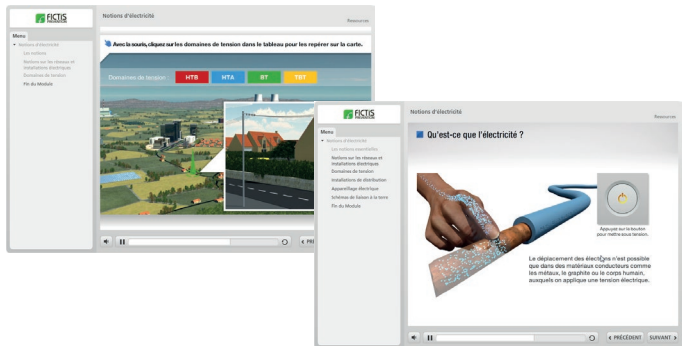 FICTIS
Notions d'électricité
Ressources
Menu
Notions d'électricité
Les notions
Notions sur les réseaux et
installations électriques
Domaines de tension
Fin du Module
Avec la souris, cliquez sur les domaines de tension dans le tableau pour les repérer sur la carte.
Domaines de tension :
HTB
HTA
BT
TBT
< PRÉ
FICTIS
Notions d'électricité
Ressources
Menu
Notions d'électricité
Les notions essentielles
Notions sur les réseaux et
installations électriques
Domaines de tension
Installations de distribution
Appareillage électrique
Schémas de liaison à la terre
Fin du Module
Qu'est-ce que l'électricité ?
Appuyez sur le bouton
pour mettre sous tension.
Le déplacement des électrons n'est possible
que dans des matériaux conducteurs comme
les métaux, le graphite ou le corps humain,
auxquels on applique une tension électrique.
< PRÉCÉDENT
SUIVANT >